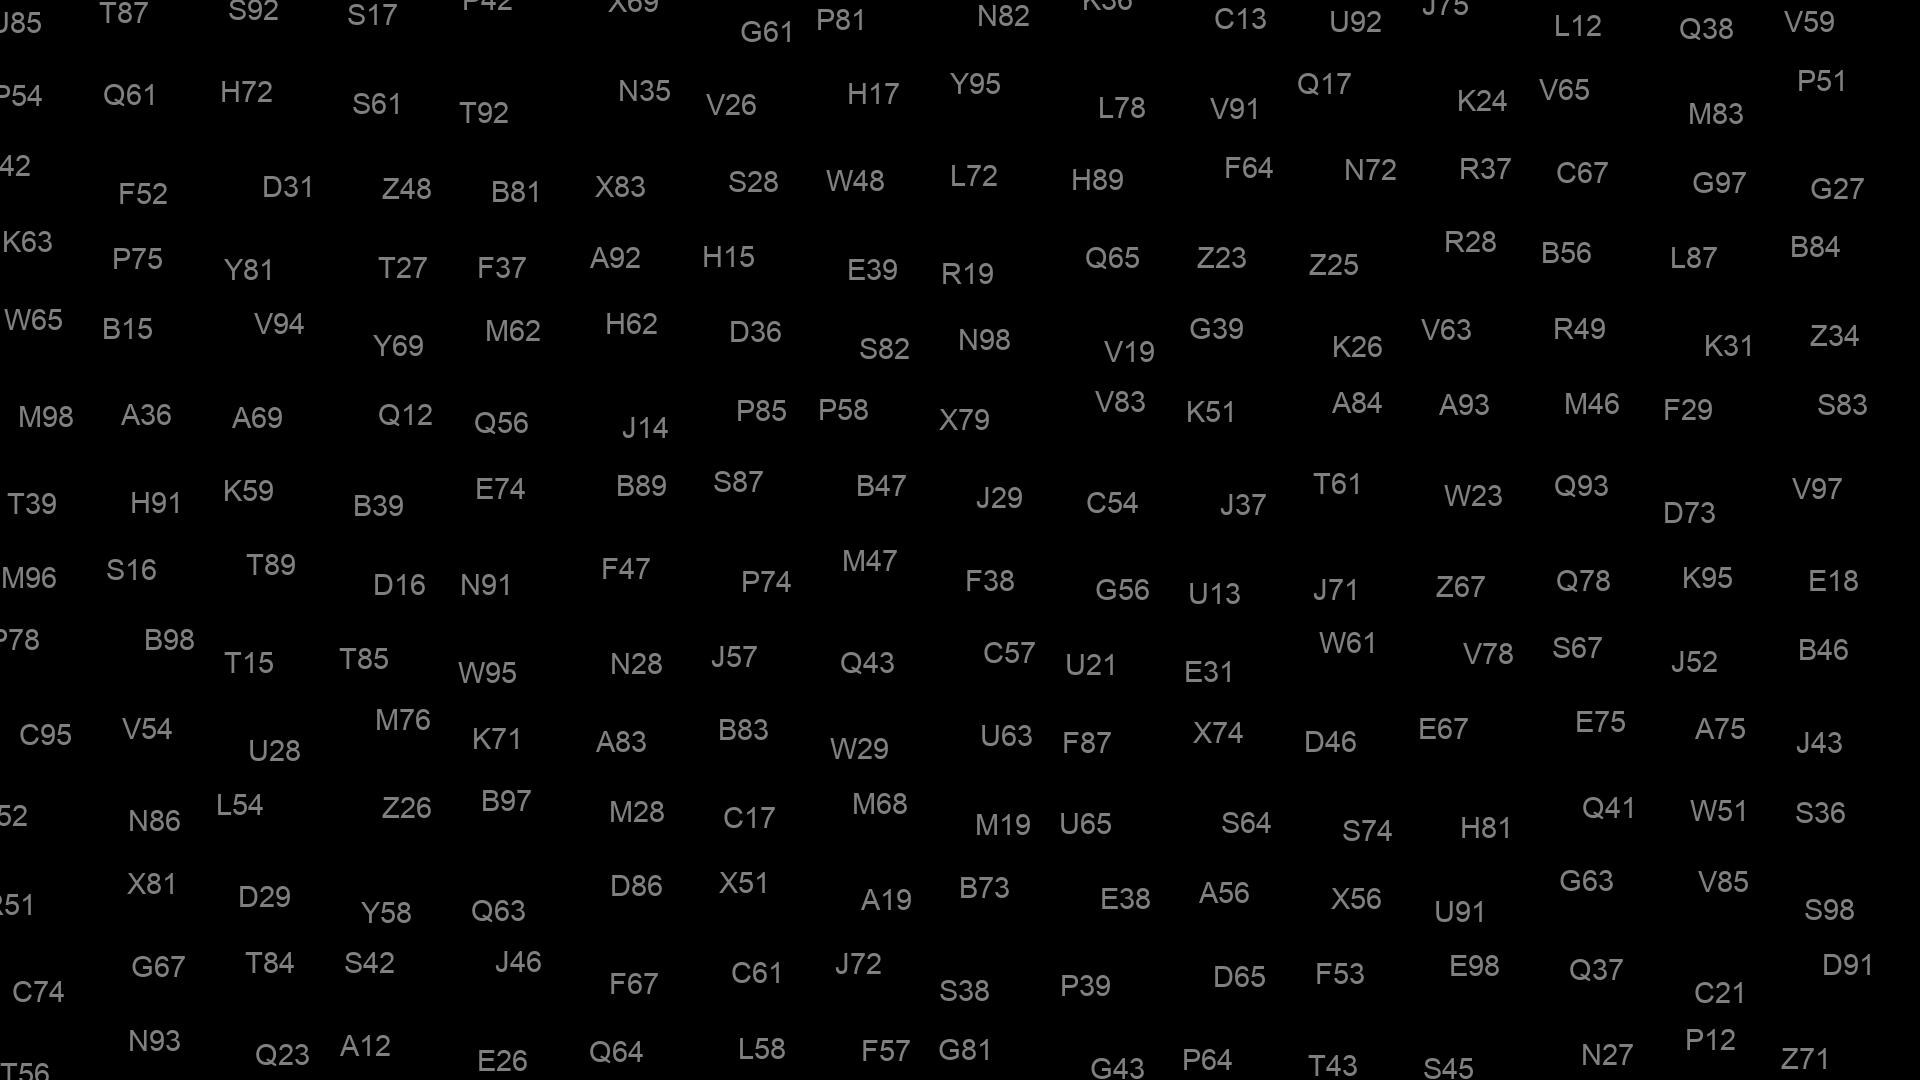 J85 T87 S92 S17 P42 X69 G61 P81 N82 K36 C13 U92 J75 L12 Q38 V59
P54 Q61 H72 S61 T92 N35 V26 H17 Y95 L78 V91 Q17 K24 V65 M83 P51
42 F52 D31 Z48 B81 X83 S28 W48 L72 H89 F64 N72 R37 C67 G97 G27
K63 P75 Y81 T27 F37 A92 H15 E39 R19 Q65 Z23 Z25 R28 B56 L87 B84
W65 B15 V94 Y69 M62 H62 D36 S82 N98 V19 G39 K26 V63 R49 K31 Z34
M98 A36 A69 Q12 Q56 J14 P85 P58 X79 V83 K51 A84 A93 M46 F29 S83
T39 H91 K59 B39 E74 B89 S87 B47 J29 C54 J37 T61 W23 Q93 D73 V97
M96 S16 T89 D16 N91 F47 P74 M47 F38 G56 U13 J71 Z67 Q78 K95 E18
P78 B98 T15 T85 W95 N28 J57 Q43 C57 U21 E31 W61 V78 S67 J52 B46
C95 V54 U28 M76 K71 A83 B83 W29 U63 F87 X74 D46 E67 E75 A75 J43
52 N86 L54 Z26 B97 M28 C17 M68 M19 U65 S64 S74 H81 Q41 W51 S36
51 X81 D29 Y58 Q63 D86 X51 A19 B73 E38 A56 X56 U91 G63 V85 S98
C74 G67 T84 S42 J46 F67 C61 J72 S38 P39 D65 F53 E98 Q37 C21 D91
T56 N93 Q23 A12 E26 Q64 L58 F57 G81 G43 P64 T43 S45 N27 P12 Z71